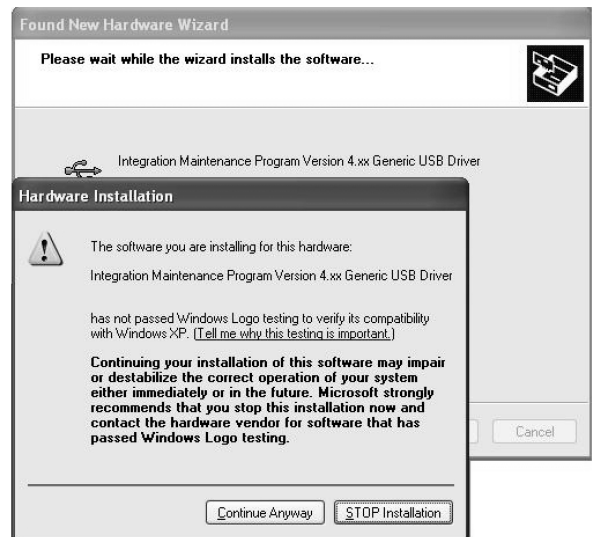 Found New Hardware Wizard
Please wait while the wizard installs the software...
Integration Maintenance Program Version 4.xx Generic USB Driver
Hardware Installation
The software you are installing for this hardware:
Integration Maintenance Program Version 4.xx Generic USB Driver
has not passed Windows Logo testing to verify its compatibility
with Windows XP. (Tell me why this testing is important.)
Continuing your installation of this software may impair
or destabilize the correct operation of your system
either immediately or in the future. Microsoft strongly
recommends that you stop this installation now and
contact the hardware vendor for software that has
passed Windows Logo testing.
Cancel
Continue Anyway
STOP Installation